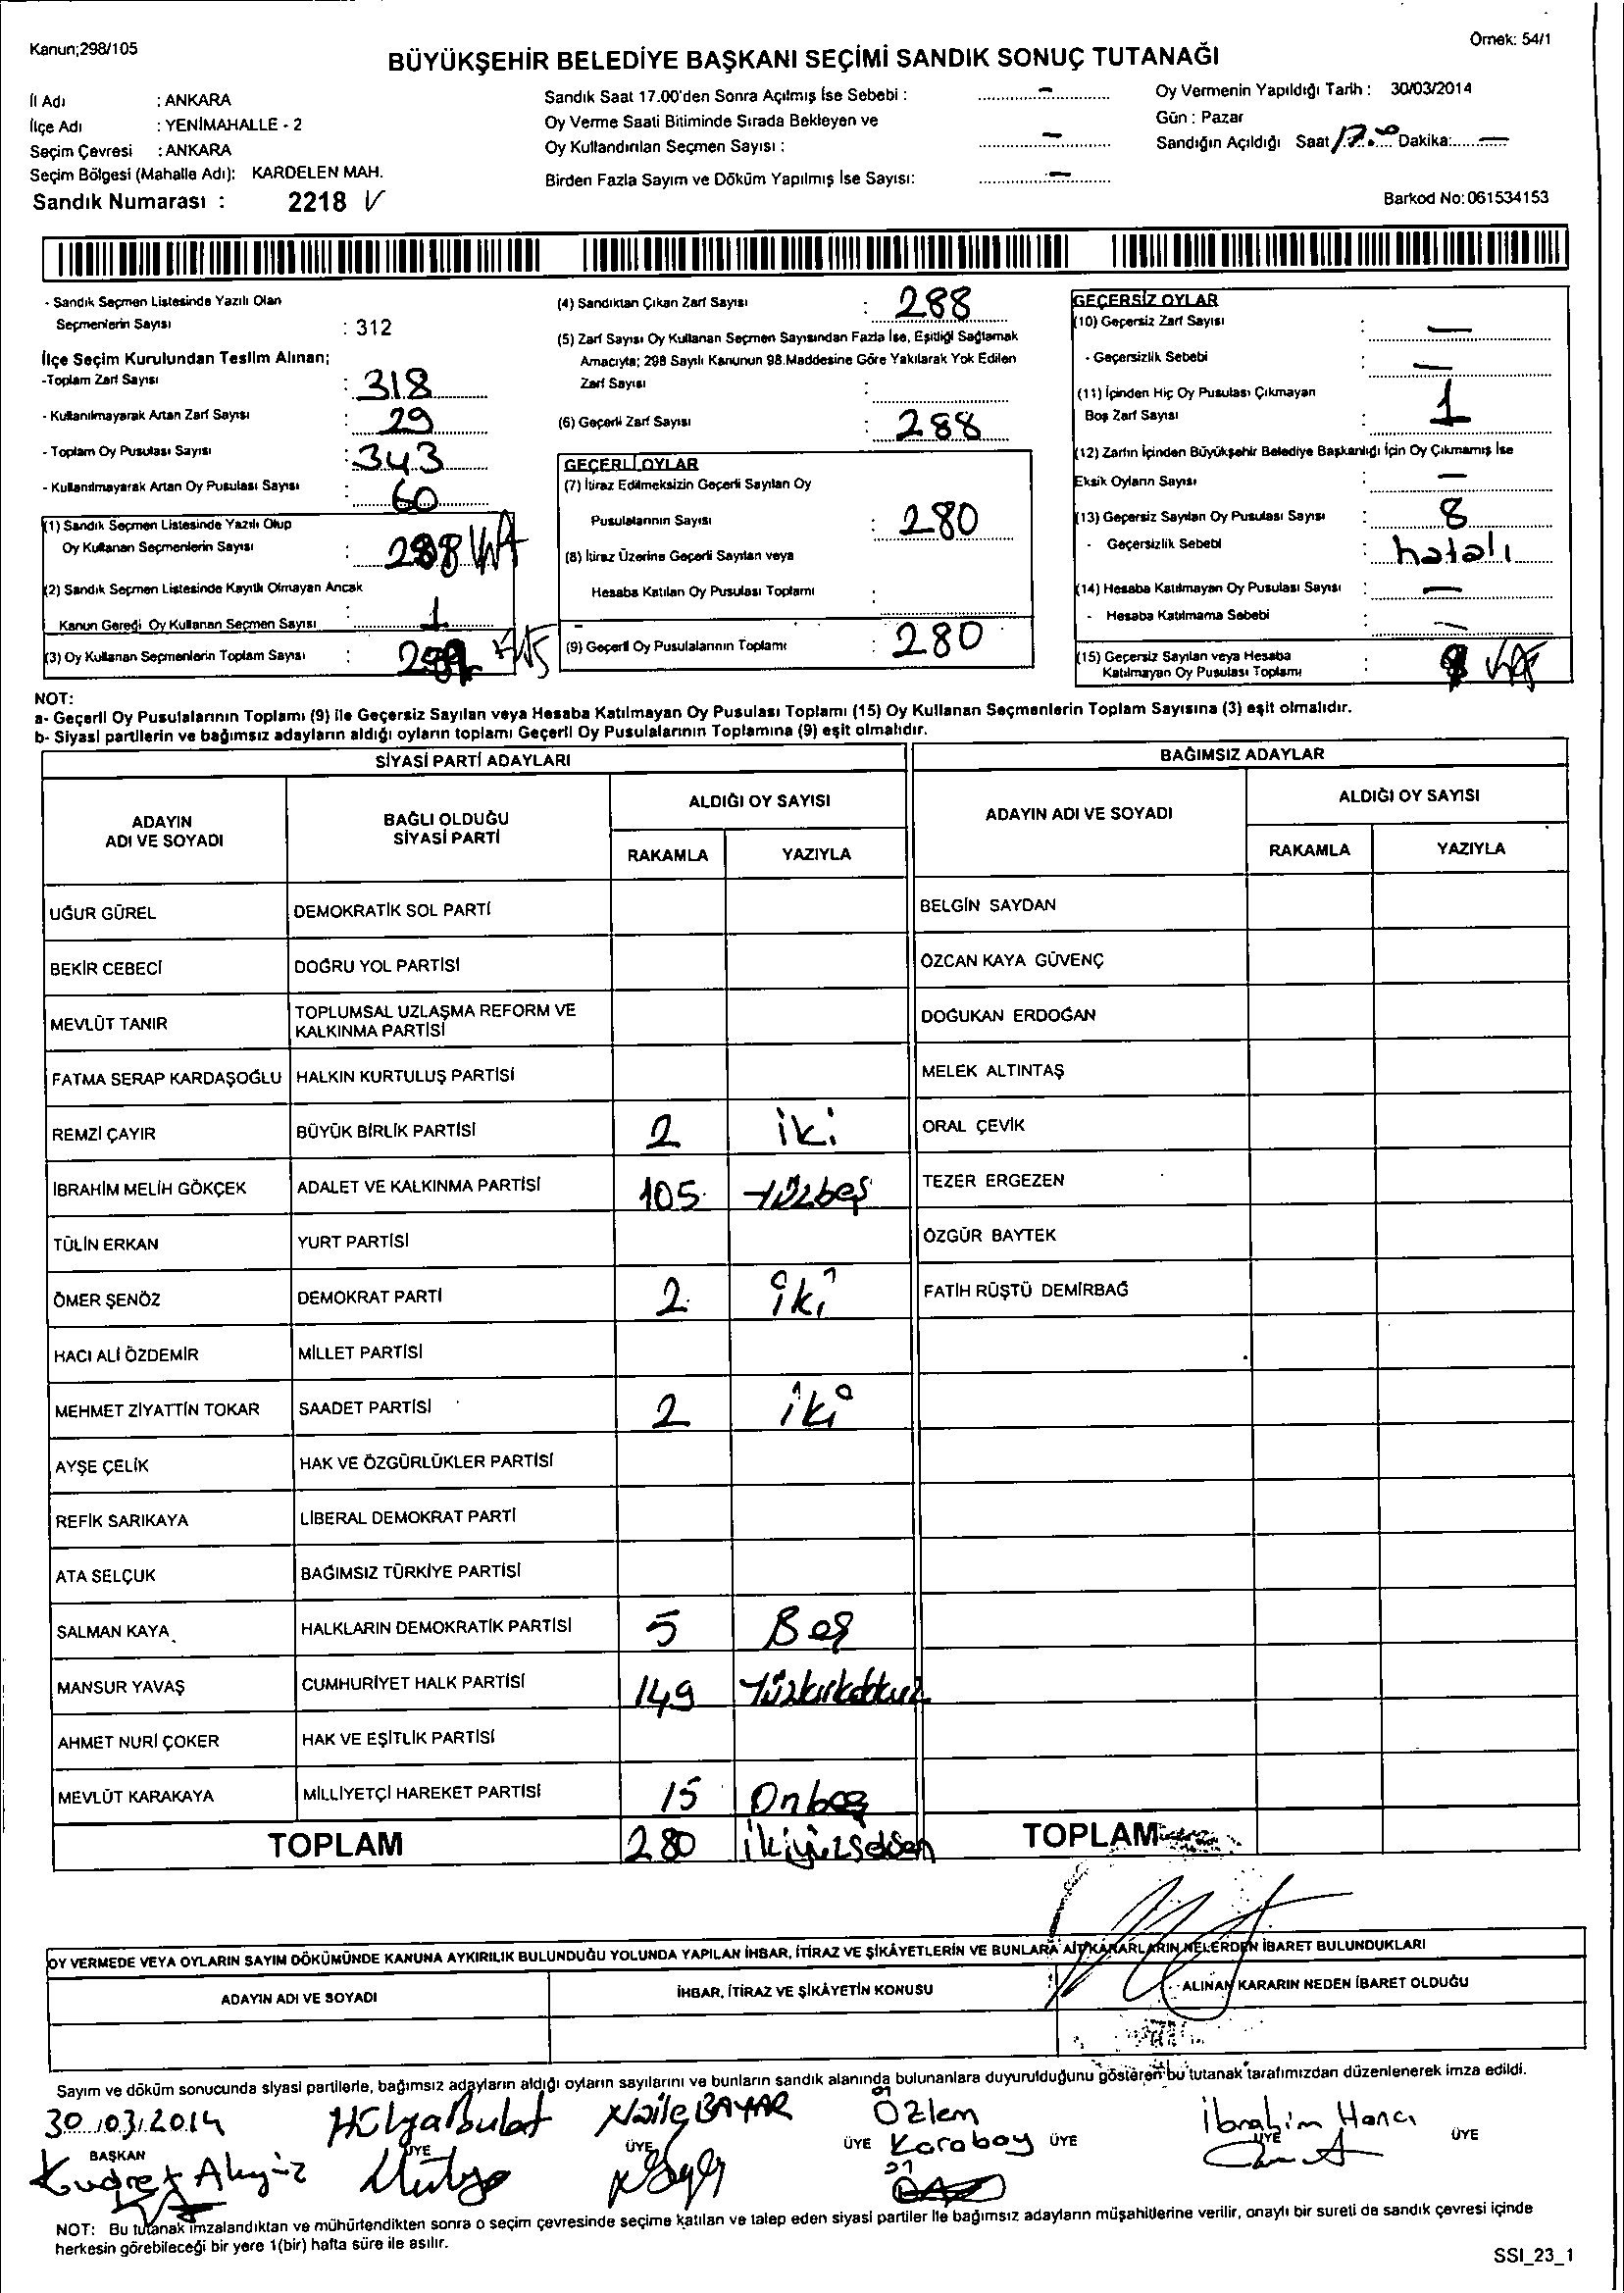 Kanun;298/105
Örnek: 54/1
BÜYÜKŞEHİR BELEDİYE BAŞKANI SEÇİMİ SANDIK SONUÇ TUTANAĞI
İl Adı : ANKARA
İlçe Adı : YENİMAHALLE - 2
Seçim Çevresi : ANKARA
Seçim Bölgesi (Mahalle Adı): KARDELEN MAH.
Sandık Numarası : 2218
Sandık Saat 17.00'den Sonra Açılmış İse Sebebi : –
Oy Verme Saati Bitiminde Sırada Bekleyen ve
Oy Kullandırılan Seçmen Sayısı : –
Birden Fazla Sayım ve Döküm Yapılmış İse Sayısı: –
Oy Vermenin Yapıldığı Tarih : 30/03/2014
Gün : Pazar
Sandığın Açıldığı Saat 17.00 Dakika: —
Barkod No: 061534153
- Sandık Seçmen Listesinde Yazılı Olan
Seçmenlerin Sayısı : 312
İlçe Seçim Kurulundan Teslim Alınan;
-Toplam Zarf Sayısı : 318
- Kullanılmayarak Artan Zarf Sayısı : 29
- Toplam Oy Pusulası Sayısı : 343
- Kullanılmayarak Artan Oy Pusulası Sayısı : 60
(1) Sandık Seçmen Listesinde Yazılı Olup
Oy Kullanan Seçmenlerin Sayısı : 288
(2) Sandık Seçmen Listesinde Kayıtlı Olmayan Ancak
Kanun Gereği Oy Kullanan Seçmen Sayısı : 1
(3) Oy Kullanan Seçmenlerin Toplam Sayısı :
(4) Sandıktan Çıkan Zarf Sayısı : 288
(5) Zarf Sayısı Oy Kullanan Seçmen Sayısından Fazla İse, Eşitliği Sağlamak
Amacıyla; 298 Sayılı Kanunun 98.Maddesine Göre Yakılarak Yok Edilen
Zarf Sayısı :
(6) Geçerli Zarf Sayısı : 288
GEÇERLİ OYLAR
(7) İtiraz Edilmeksizin Geçerli Sayılan Oy
Pusulalarının Sayısı : 280
(8) İtiraz Üzerine Geçerli Sayılan veya
Hesaba Katılan Oy Pusulası Toplamı :
(9) Geçerli Oy Pusulalarının Toplamı : 280
GEÇERSİZ OYLAR
(10) Geçersiz Zarf Sayısı : —
- Geçersizlik Sebebi : —
(11) İçinden Hiç Oy Pusulası Çıkmayan
Boş Zarf Sayısı : 1
(12) Zarfın İçinden Büyükşehir Belediye Başkanlığı İçin Oy Çıkmamış İse
Eksik Oyların Sayısı : —
(13) Geçersiz Sayılan Oy Pusulası Sayısı : 8
- Geçersizlik Sebebi : hatalı
(14) Hesaba Katılmayan Oy Pusulası Sayısı : —
- Hesaba Katılmama Sebebi : —
(15) Geçersiz Sayılan veya Hesaba
Katılmayan Oy Pusulası Toplamı :
NOT:
a- Geçerli Oy Pusulalarının Toplamı (9) ile Geçersiz Sayılan veya Hesaba Katılmayan Oy Pusulası Toplamı (15) Oy Kullanan Seçmenlerin Toplam Sayısına (3) eşit olmalıdır.
b- Siyasi partilerin ve bağımsız adayların aldığı oyların toplamı Geçerli Oy Pusulalarının Toplamına (9) eşit olmalıdır.
SİYASİ PARTİ ADAYLARI
ADAYIN ADI VE SOYADI
BAĞLI OLDUĞU SİYASİ PARTİ
ALDIĞI OY SAYISI
RAKAMLA YAZIYLA
UĞUR GÜREL DEMOKRATİK SOL PARTİ
BEKİR CEBECİ DOĞRU YOL PARTİSİ
MEVLÜT TANIR TOPLUMSAL UZLAŞMA REFORM VE KALKINMA PARTİSİ
FATMA SERAP KARDAŞOĞLU HALKIN KURTULUŞ PARTİSİ
REMZİ ÇAYIR BÜYÜK BİRLİK PARTİSİ 2 iki
İBRAHİM MELİH GÖKÇEK ADALET VE KALKINMA PARTİSİ 105 Yüzbeş
TÜLİN ERKAN YURT PARTİSİ
ÖMER ŞENÖZ DEMOKRAT PARTİ 2 iki
HACI ALİ ÖZDEMİR MİLLET PARTİSİ
MEHMET ZİYATTİN TOKAR SAADET PARTİSİ 2 iki
AYŞE ÇELİK HAK VE ÖZGÜRLÜKLER PARTİSİ
REFİK SARIKAYA LİBERAL DEMOKRAT PARTİ
ATA SELÇUK BAĞIMSIZ TÜRKİYE PARTİSİ
SALMAN KAYA HALKLARIN DEMOKRATİK PARTİSİ 5 Beş
MANSUR YAVAŞ CUMHURİYET HALK PARTİSİ 149 Yüzkırkdokuz
AHMET NURİ ÇOKER HAK VE EŞİTLİK PARTİSİ
MEVLÜT KARAKAYA MİLLİYETÇİ HAREKET PARTİSİ 15 Onbeş
TOPLAM 280 ikiyüzseksen
BAĞIMSIZ ADAYLAR
ADAYIN ADI VE SOYADI
ALDIĞI OY SAYISI
RAKAMLA YAZIYLA
BELGİN SAYDAN
ÖZCAN KAYA GÜVENÇ
DOĞUKAN ERDOĞAN
MELEK ALTINTAŞ
ORAL ÇEVİK
TEZER ERGEZEN
ÖZGÜR BAYTEK
FATİH RÜŞTÜ DEMİRBAĞ
TOPLAM
OY VERMEDE VEYA OYLARIN SAYIM DÖKÜMÜNDE KANUNA AYKIRILIK BULUNDUĞU YOLUNDA YAPILAN İHBAR, İTİRAZ VE ŞİKÂYETLERİN VE BUNLARA AİT KARARLARIN NELERDEN İBARET BULUNDUKLARI
ADAYIN ADI VE SOYADI
İHBAR, İTİRAZ VE ŞİKÂYETİN KONUSU
ALINAN KARARIN NEDEN İBARET OLDUĞU
Sayım ve döküm sonucunda siyasi partilerle, bağımsız adayların aldığı oyların sayılarını ve bunların sandık alanında bulunanlara duyurulduğunu gösteren bu tutanak tarafımızdan düzenlenerek imza edildi.
30.03.2014 Hülya Bulat Naile BAYAR Özlem Karabay İbrahim Hancı
BAŞKAN ÜYE ÜYE ÜYE ÜYE ÜYE ÜYE
Kudret Akyüz
NOT: Bu tutanak imzalandıktan ve mühürlendikten sonra o seçim çevresinde seçime katılan ve talep eden siyasi partiler ile bağımsız adayların müşahitlerine verilir, onaylı bir sureti de sandık çevresi içinde
herkesin görebileceği bir yere 1(bir) hafta süre ile asılır.
SSI_23_1